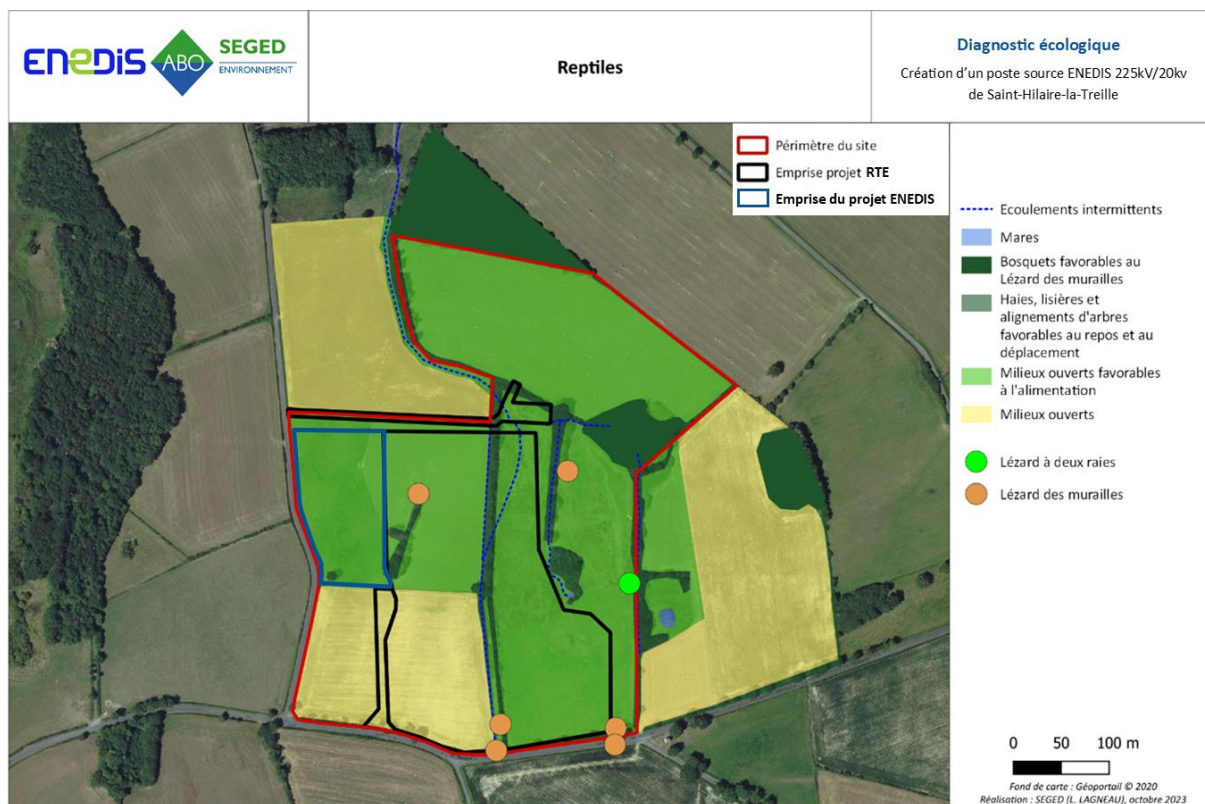 ENEDIS
ABO
SEGED
ENVIRONNEMENT
Reptiles
Diagnostic écologique
Création d'un poste source ENEDIS 225kV/20kv
de Saint-Hilaire-la-Treille
Périmètre du site
Emprise projet RTE
Emprise du projet ENEDIS
Ecoulements intermittents
Mares
Bosquets favorables au
Lézard des murailles
Haies, lisières et
alignements d'arbres
favorables au repos et au
déplacement
Milieux ouverts favorables
à l'alimentation
Milieux ouverts
Lézard à deux raies
Lézard des murailles
0 50 100 m
Fond de carte : Géoportail © 2020
Réalisation : SEGED (L. LAGNEAU), octobre 2023